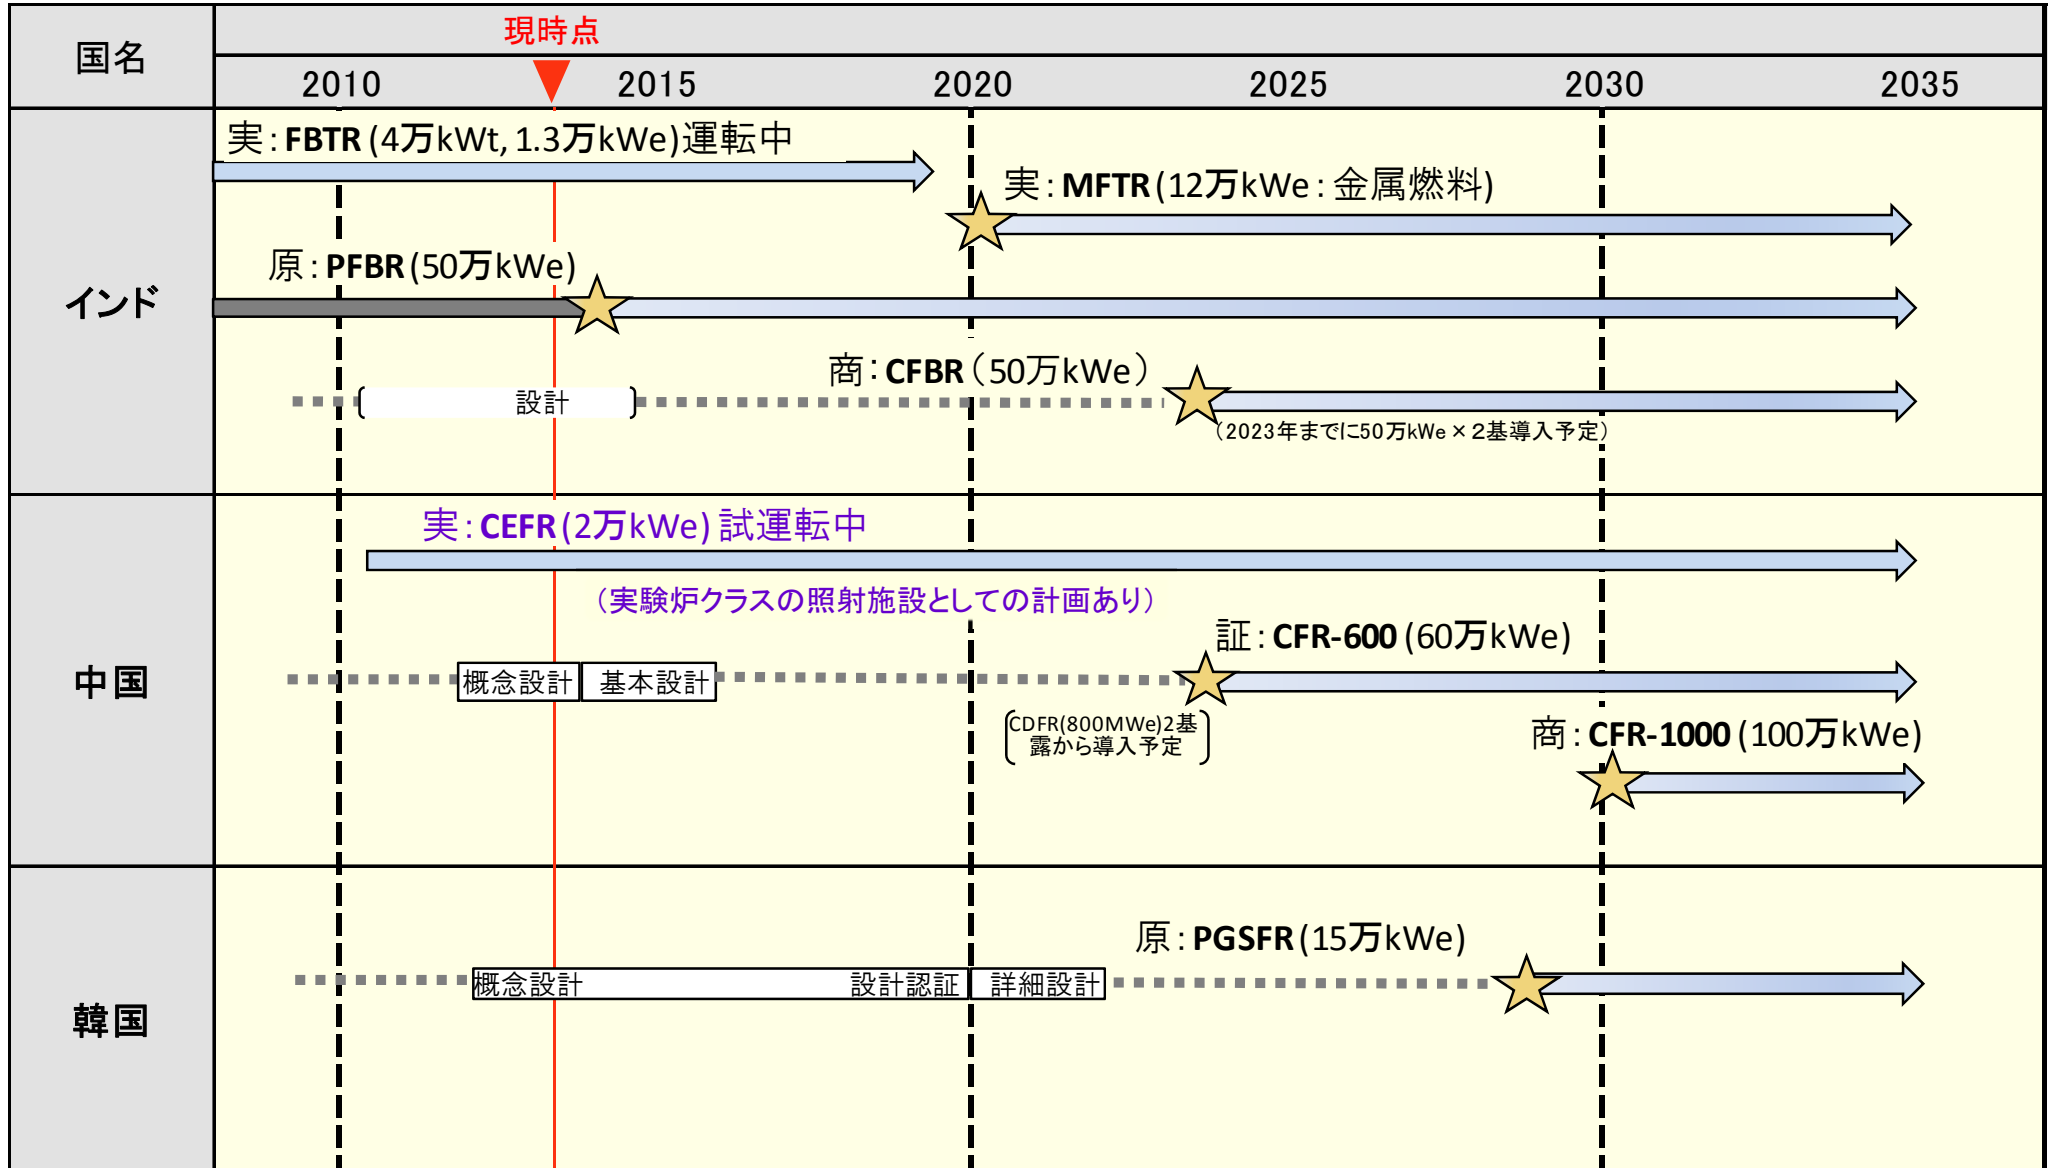 国名
現時点
2010 2015 2020 2025 2030 2035
インド
実：FBTR (4万kWt, 1.3万kWe)運転中
実：MFTR (12万kWe：金属燃料)
原：PFBR (50万kWe)
商：CFBR（50万kWe）
設計
（2023年までに50万kWe×2基導入予定）
中国
実：CEFR (2万kWe) 試運転中
（実験炉クラスの照射施設としての計画あり）
証：CFR-600 (60万kWe)
概念設計 基本設計
CDFR(800MWe)2基
露から導入予定
商：CFR-1000 (100万kWe)
韓国
原：PGSFR (15万kWe)
概念設計 設計認証 詳細設計